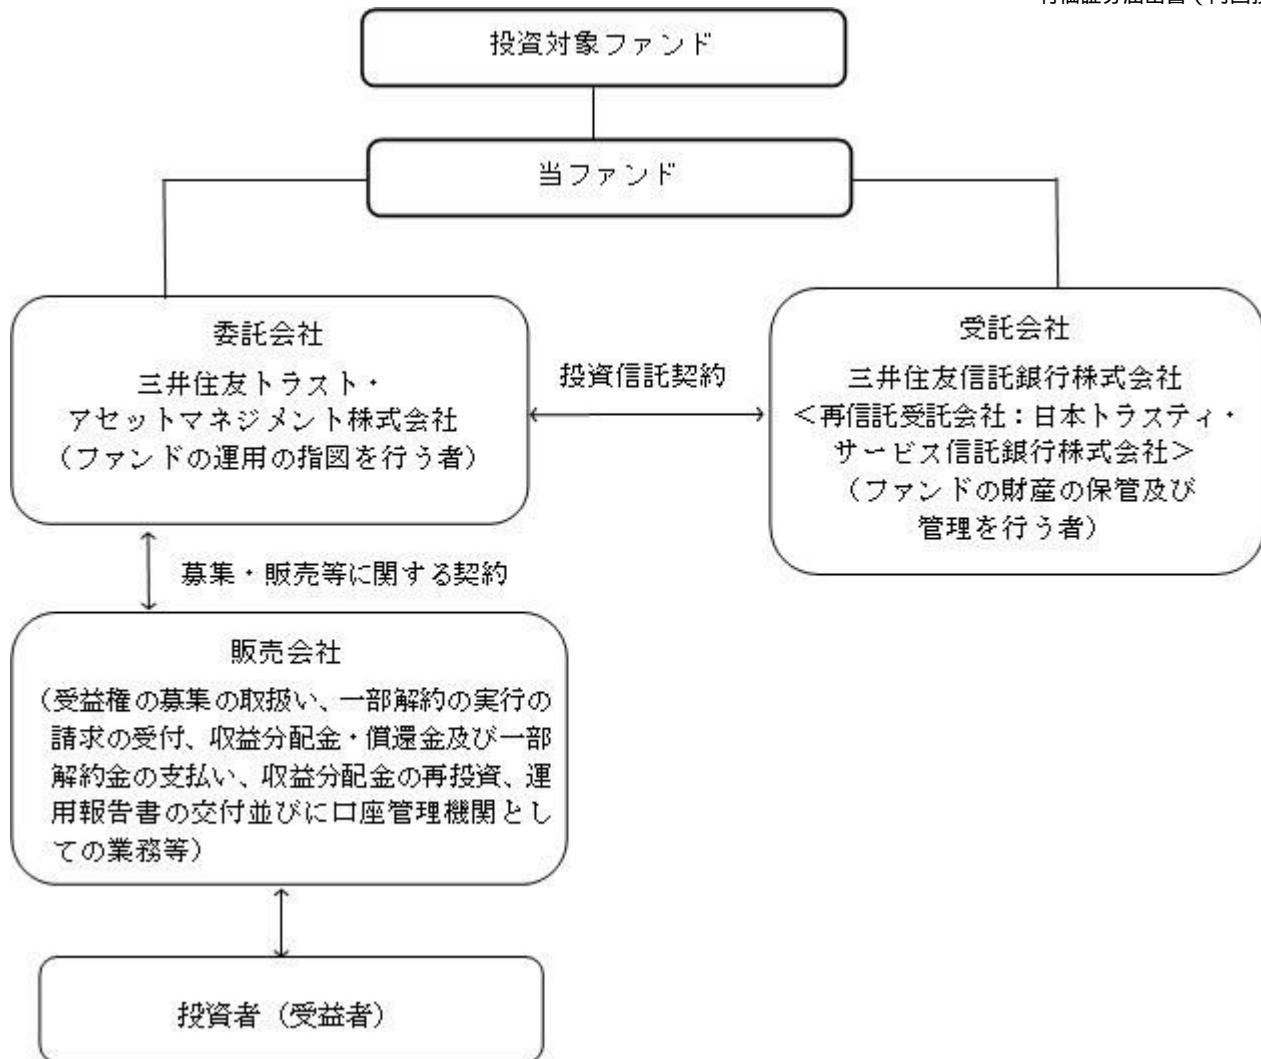 投資対象ファンド
当ファンド
委託会社
三井住友トラスト・
アセットマネジメント株式会社
（ファンドの運用の指図を行う者）
投資信託契約
受託会社
三井住友信託銀行株式会社
＜再信託受託会社：日本トラスティ・
サービス信託銀行株式会社＞
（ファンドの財産の保管及び
管理を行う者）
募集・販売等に関する契約
販売会社
（受益権の募集の取扱い、一部解約の実行の
請求の受付、収益分配金・償還金及び一部
解約金の支払い、収益分配金の再投資、運
用報告書の交付並びに口座管理機関とし
ての業務等）
投資者（受益者）